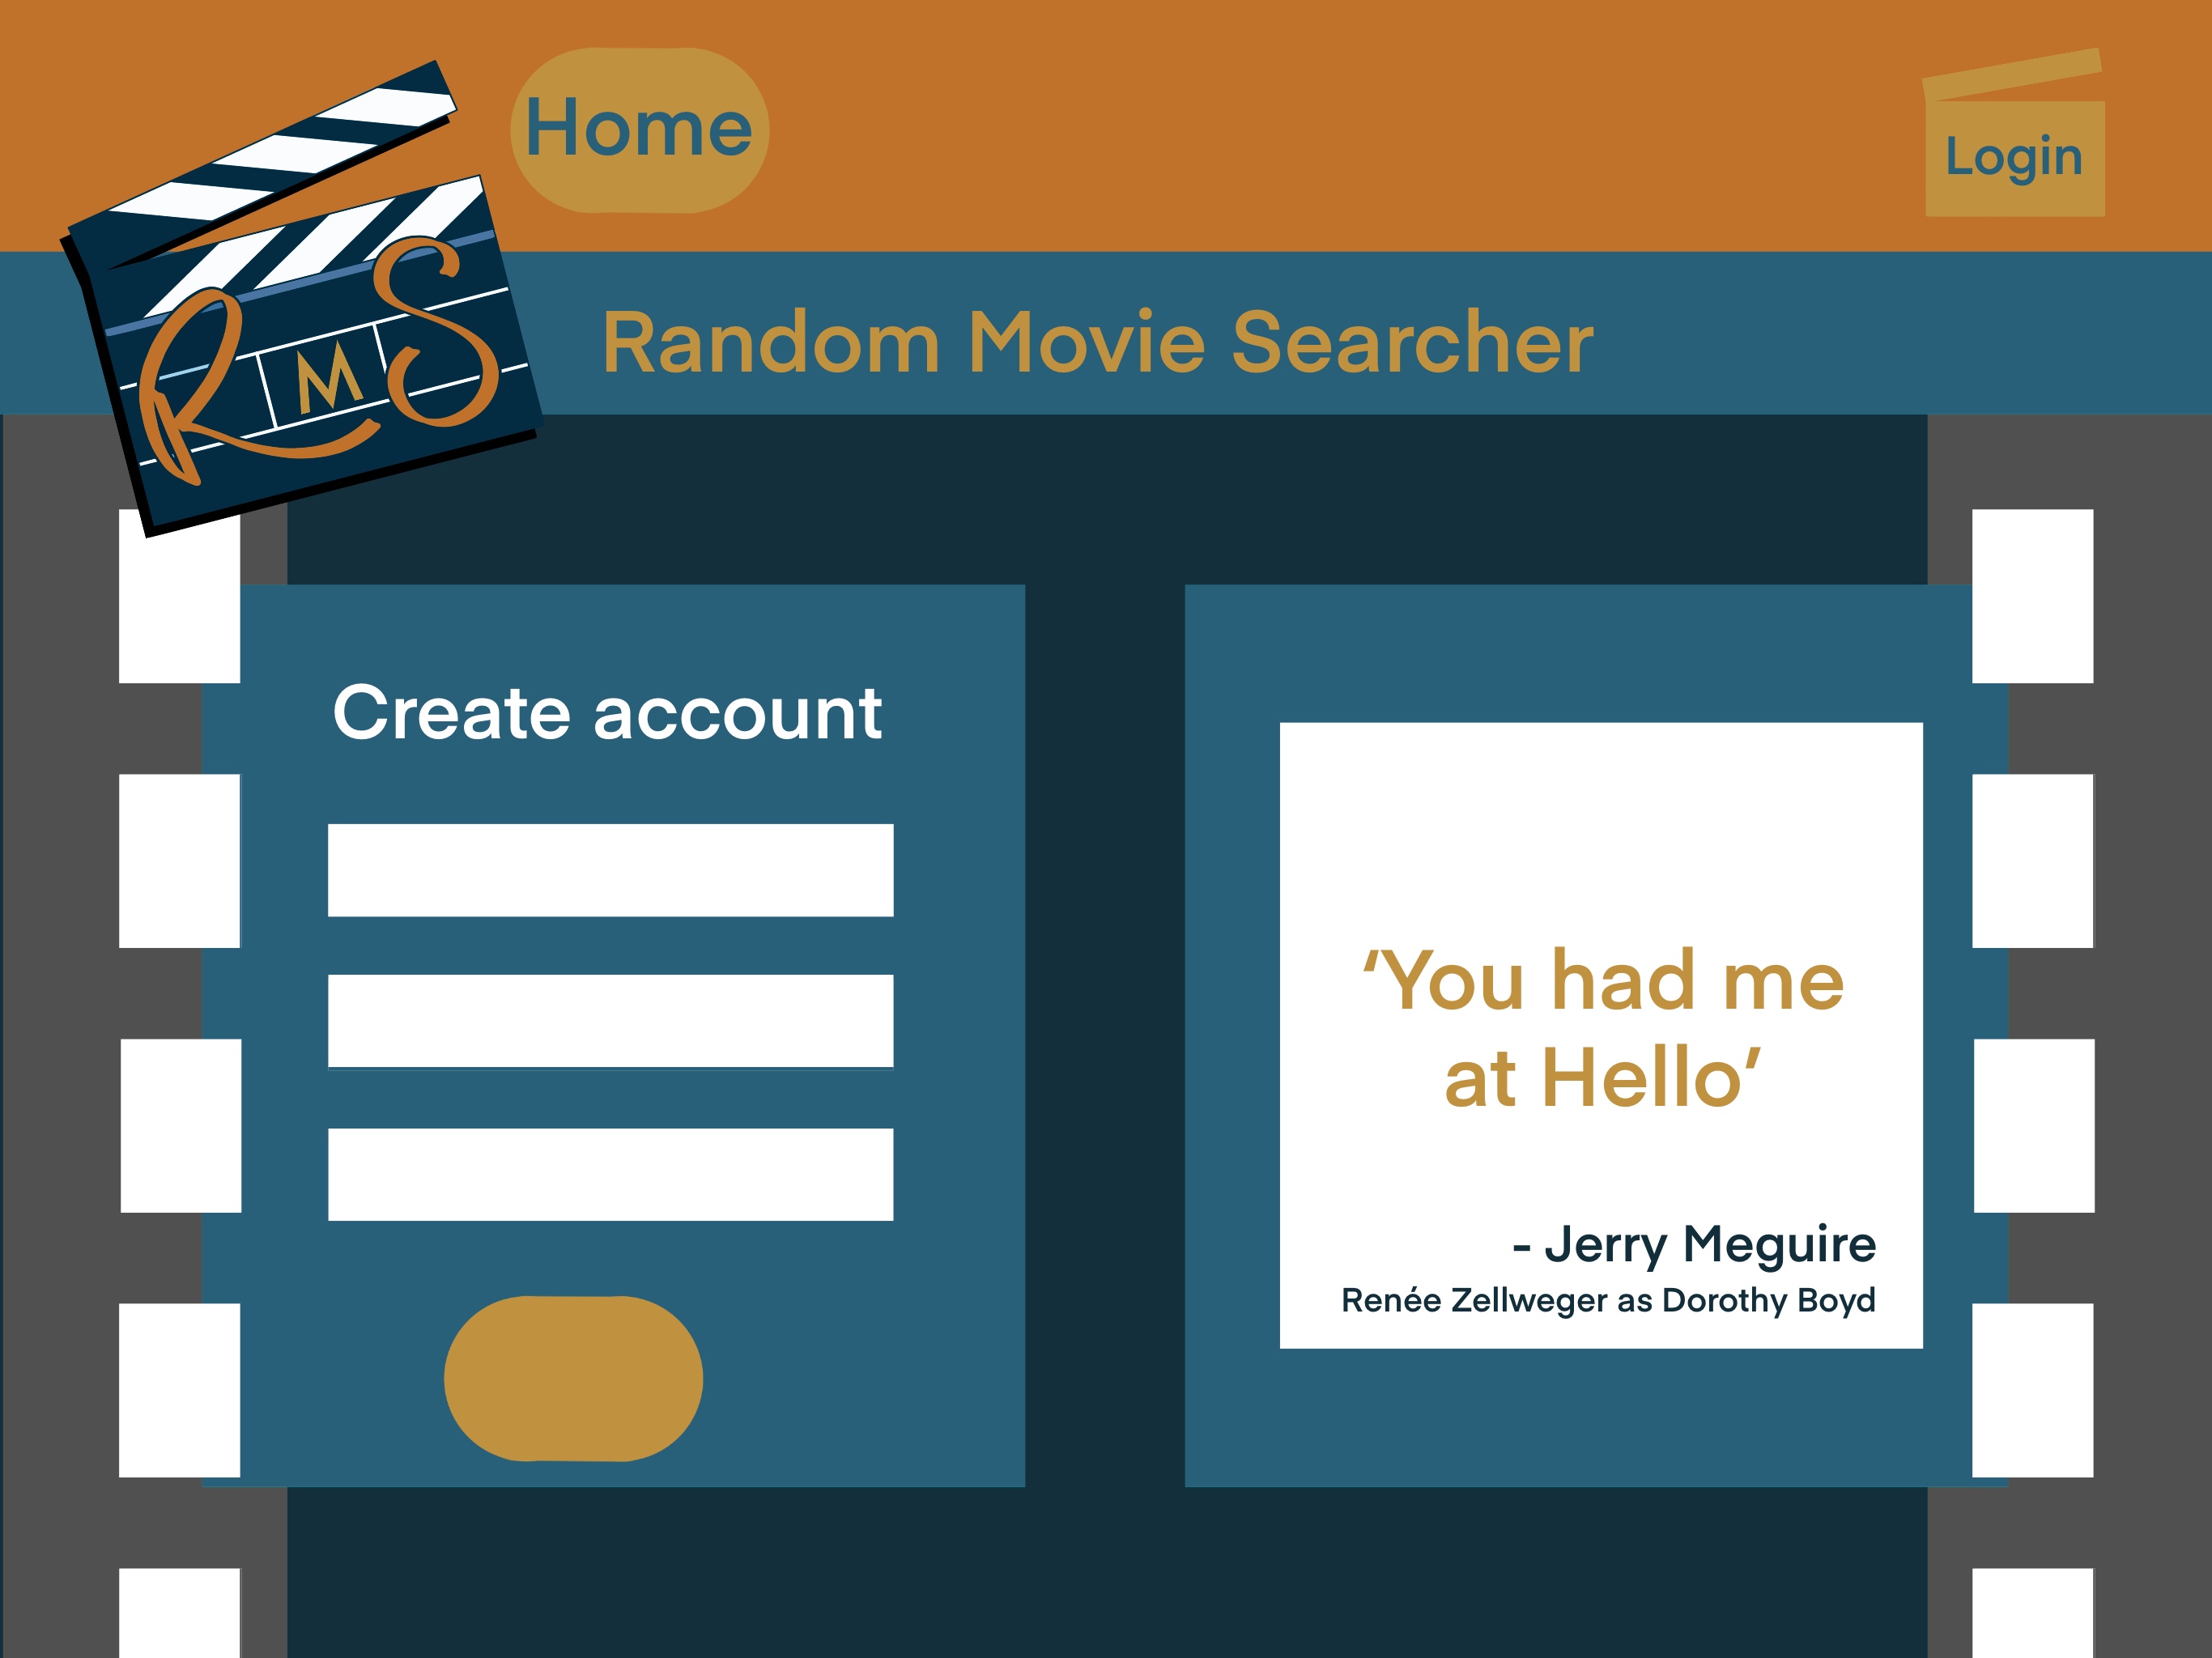 Home
Login
R M S
Random Movie Searcher
Create account
‘You had me
at Hello‘
- Jerry Meguire
Renée Zellweger as Dorothy Boyd